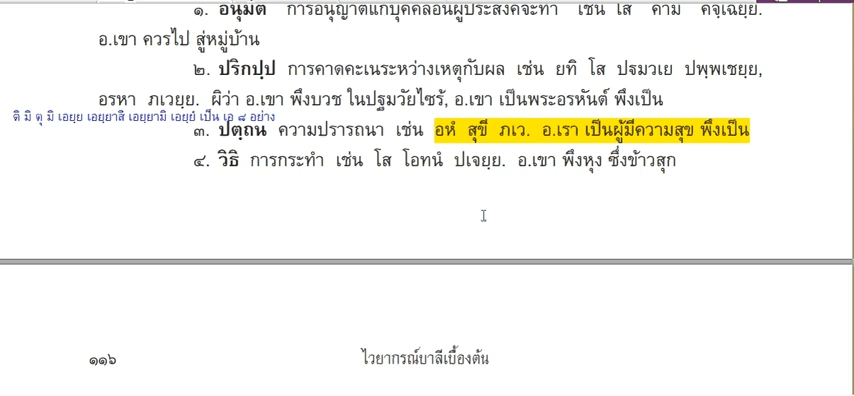 ๑. อนุมติ การอนุญาตแก่บุคคลอื่นผู้ประสงค์จะทำ เช่น โส คามํ คจฺเฉยฺย.
อ.เขา ควรไป สู่หมู่บ้าน
๒. ปริกปฺป การคาดคะเนระหว่างเหตุกับผล เช่น ยทิ โส ปฐมวเย ปพฺพเชยฺย,
อรหา ภเวยฺย. ผิว่า อ.เขา พึงบวช ในปฐมวัยไซร้, อ.เขา เป็นพระอรหันต์ พึงเป็น
ติ มิ ตุ มิ เอยฺย เอยฺยาสิ เอยฺยามิ เอยฺยํ เป็น เอ ๘ อย่าง
๓. ปตฺถน ความปรารถนา เช่น อหํ สุขี ภเว. อ.เรา เป็นผู้มีความสุข พึงเป็น
๔. วิธิ การกระทำ เช่น โส โอทนํ ปเจยฺย. อ.เขา พึงหุง ซึ่งข้าวสุก
๑๑๖ ไวยากรณ์บาลีเบื้องต้น